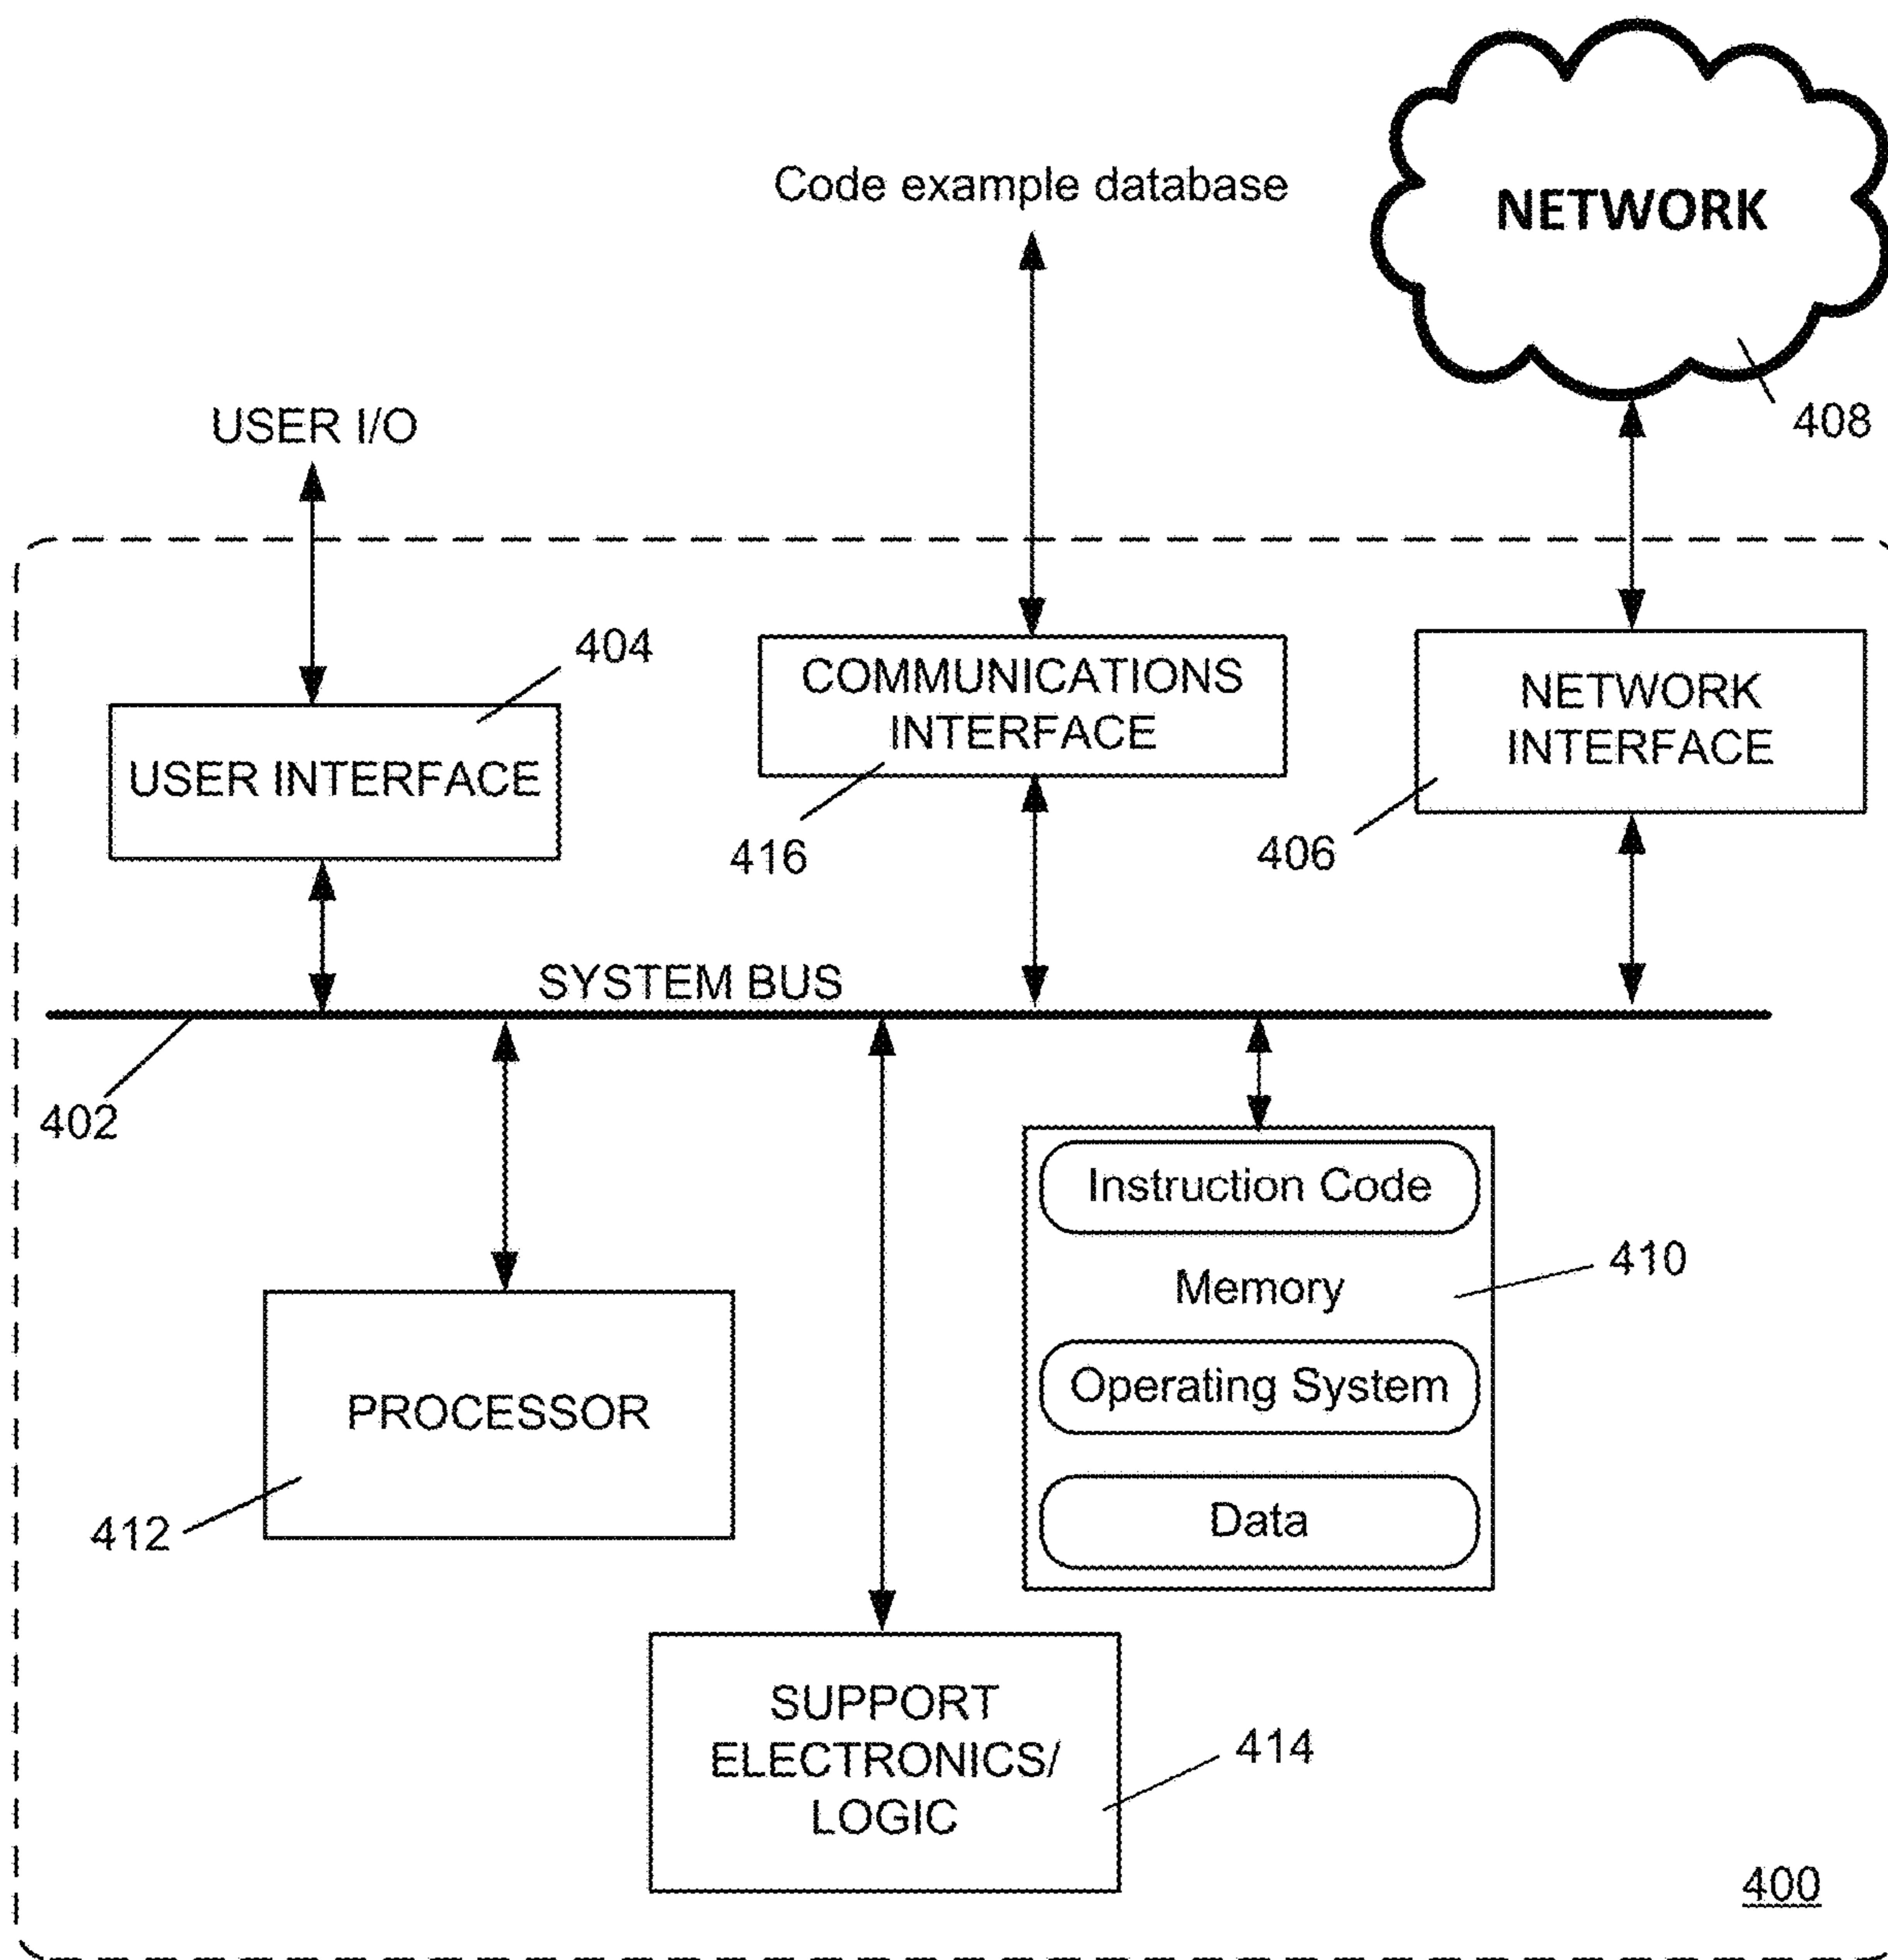 Code example database
NETWORK
408
USER I/O
404
USER INTERFACE
COMMUNICATIONS
INTERFACE
416
NETWORK
INTERFACE
406
SYSTEM BUS
402
Instruction Code
Memory
410
Operating System
Data
PROCESSOR
412
SUPPORT
ELECTRONICS/
LOGIC
414
400